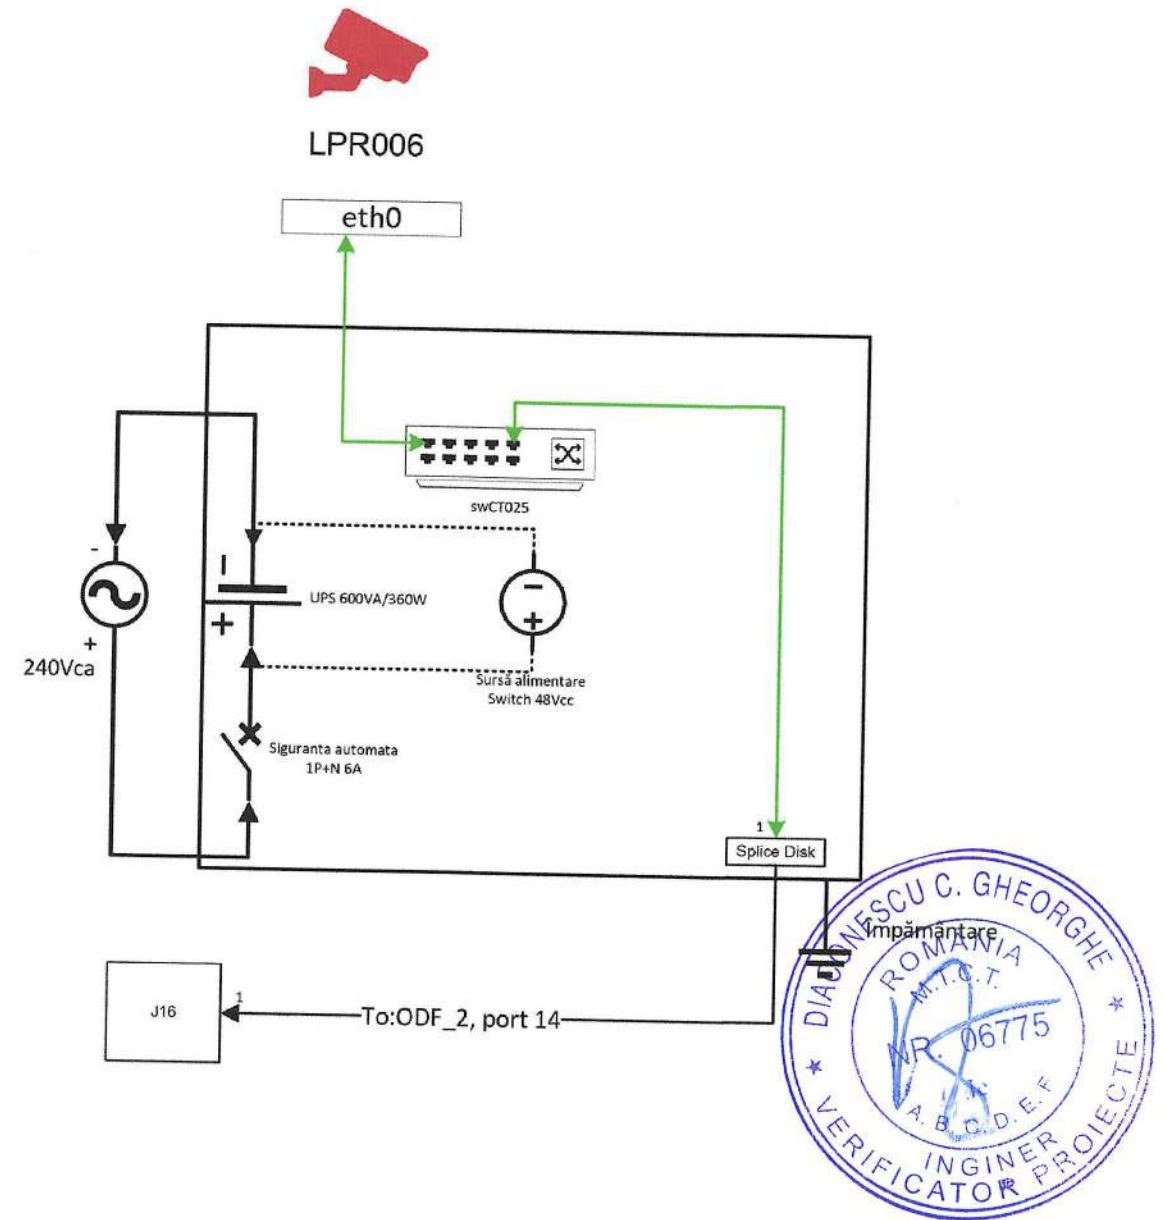 LPR006
eth0
swCT025
-
+
240Vca
UPS 600VA/360W
Sursă alimentare
Switch 48Vcc
Siguranta automata
1P+N 6A
1
Splice Disk
Împământare
J16
1
To:ODF_2, port 14
DIACONESCU C. GHEORGHE
ROMANIA
M.T.C.T.
NR. 06775
A. B. C. D. E. F
INGINER
★ VERIFICATOR PROIECTE ★